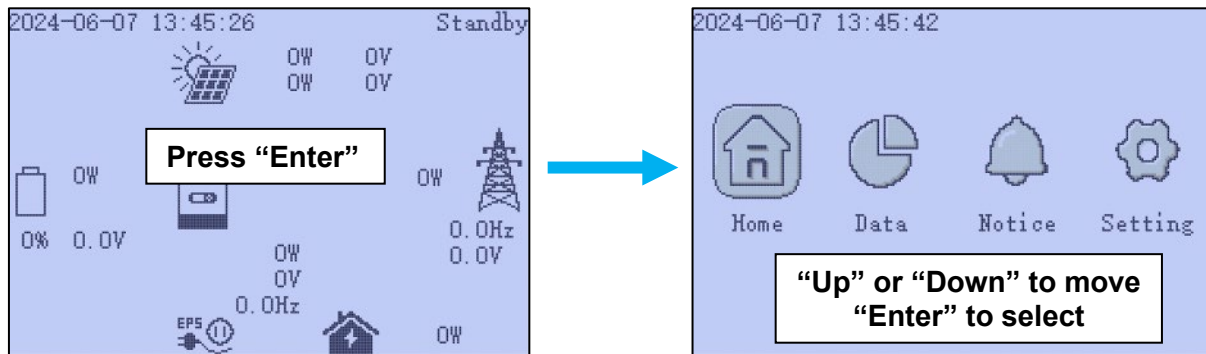 2024-06-07 13:45:26 Standby
0W 0V
0W 0V
Press “Enter”
0W
0W
0% 0.0V
0.0Hz
0.0V
0W
0V
0.0Hz
EPS
0W
2024-06-07 13:45:42
Home Data Notice Setting
“Up” or “Down” to move
“Enter” to select